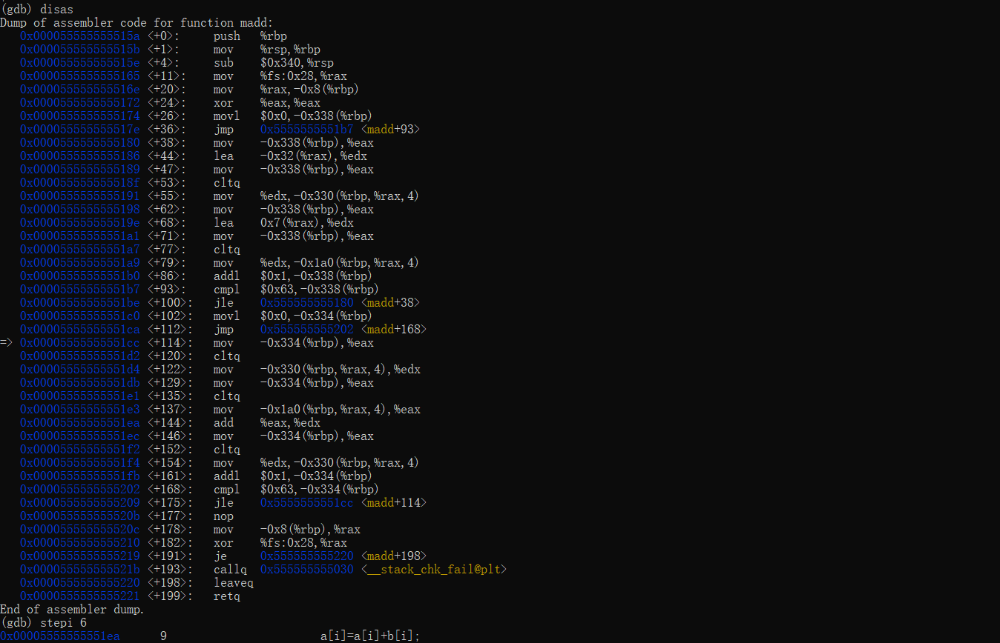 (gdb) disas
Dump of assembler code for function madd:
   0x000055555555515a <+0>:     push   %rbp
   0x000055555555515b <+1>:     mov    %rsp,%rbp
   0x000055555555515e <+4>:     sub    $0x340,%rsp
   0x0000555555555165 <+11>:    mov    %fs:0x28,%rax
   0x000055555555516e <+20>:    mov    %rax,-0x8(%rbp)
   0x0000555555555172 <+24>:    xor    %eax,%eax
   0x0000555555555174 <+26>:    movl   $0x0,-0x338(%rbp)
   0x000055555555517e <+36>:    jmp    0x5555555551b7 <madd+93>
   0x0000555555555180 <+38>:    mov    -0x338(%rbp),%eax
   0x0000555555555186 <+44>:    lea    -0x32(%rax),%edx
   0x0000555555555189 <+47>:    mov    -0x338(%rbp),%eax
   0x000055555555518f <+53>:    cltq
   0x0000555555555191 <+55>:    mov    %edx,-0x330(%rbp,%rax,4)
   0x0000555555555198 <+62>:    mov    -0x338(%rbp),%eax
   0x000055555555519e <+68>:    lea    0x7(%rax),%edx
   0x00005555555551a1 <+71>:    mov    -0x338(%rbp),%eax
   0x00005555555551a7 <+77>:    cltq
   0x00005555555551a9 <+79>:    mov    %edx,-0x1a0(%rbp,%rax,4)
   0x00005555555551b0 <+86>:    addl   $0x1,-0x338(%rbp)
   0x00005555555551b7 <+93>:    cmpl   $0x63,-0x338(%rbp)
   0x00005555555551be <+100>:   jle    0x555555555180 <madd+38>
   0x00005555555551c0 <+102>:   movl   $0x0,-0x334(%rbp)
   0x00005555555551ca <+112>:   jmp    0x555555555202 <madd+168>
=> 0x00005555555551cc <+114>:   mov    -0x334(%rbp),%eax
   0x00005555555551d2 <+120>:   cltq
   0x00005555555551d4 <+122>:   mov    -0x330(%rbp,%rax,4),%edx
   0x00005555555551db <+129>:   mov    -0x334(%rbp),%eax
   0x00005555555551e1 <+135>:   cltq
   0x00005555555551e3 <+137>:   mov    -0x1a0(%rbp,%rax,4),%eax
   0x00005555555551ea <+144>:   add    %eax,%edx
   0x00005555555551ec <+146>:   mov    -0x334(%rbp),%eax
   0x00005555555551f2 <+152>:   cltq
   0x00005555555551f4 <+154>:   mov    %edx,-0x330(%rbp,%rax,4)
   0x00005555555551fb <+161>:   addl   $0x1,-0x334(%rbp)
   0x0000555555555202 <+168>:   cmpl   $0x63,-0x334(%rbp)
   0x0000555555555209 <+175>:   jle    0x5555555551cc <madd+114>
   0x000055555555520b <+177>:   nop
   0x000055555555520c <+178>:   mov    -0x8(%rbp),%rax
   0x0000555555555210 <+182>:   xor    %fs:0x28,%rax
   0x0000555555555219 <+191>:   je     0x555555555220 <madd+198>
   0x000055555555521b <+193>:   callq  0x555555555030 <__stack_chk_fail@plt>
   0x0000555555555220 <+198>:   leaveq
   0x0000555555555221 <+199>:   retq
End of assembler dump.
(gdb) stepi 6
0x00005555555551ea      9                       a[i]=a[i]+b[i];